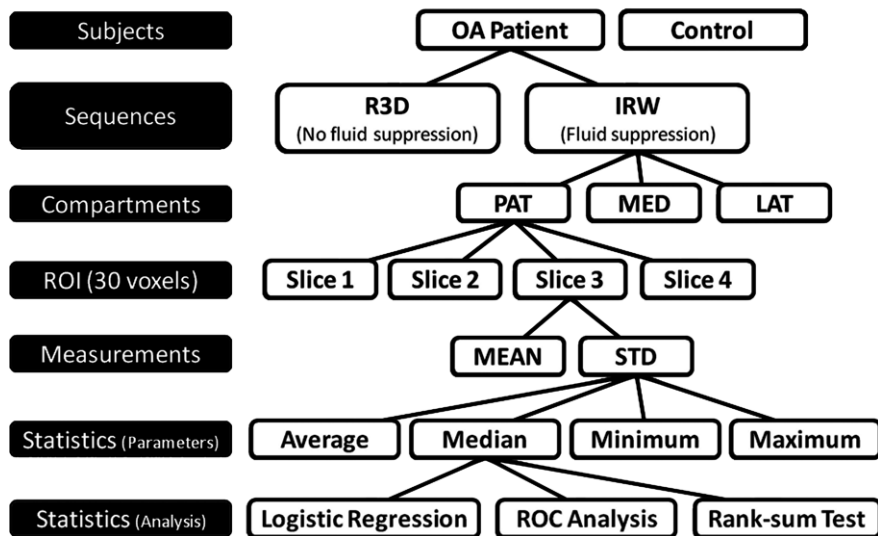 Subjects
OA Patient
Control
Sequences
R3D
(No fluid suppression)
IRW
(Fluid suppression)
Compartments
PAT
MED
LAT
ROI (30 voxels)
Slice 1
Slice 2
Slice 3
Slice 4
Measurements
MEAN
STD
Statistics (Parameters)
Average
Median
Minimum
Maximum
Statistics (Analysis)
Logistic Regression
ROC Analysis
Rank-sum Test